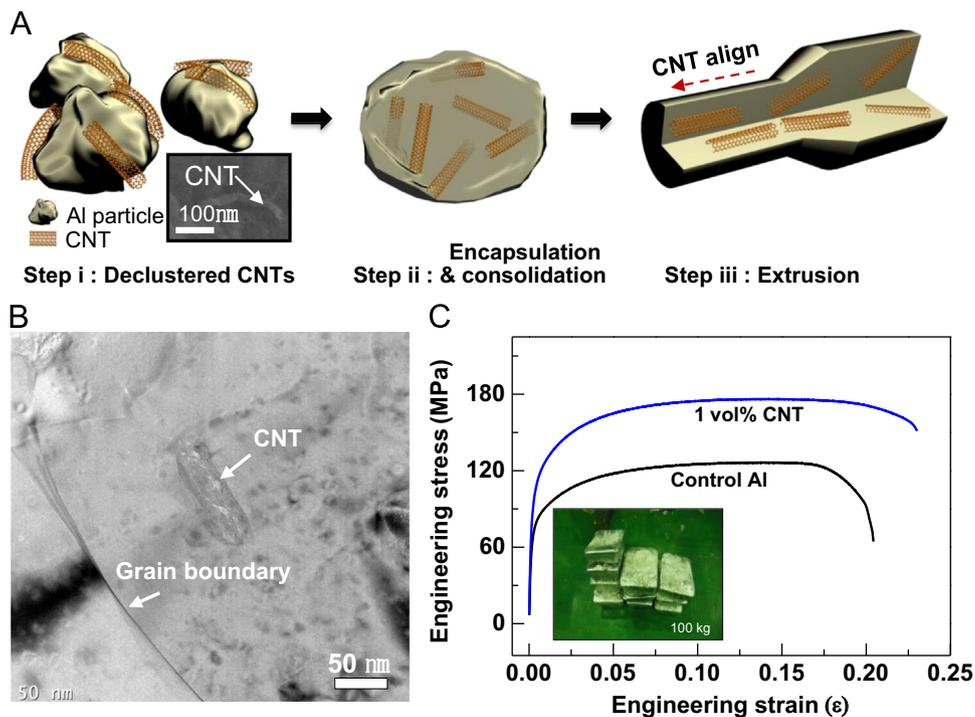 A
CNT align
CNT
100nm
Al particle
CNT
Encapsulation
Step i : Declustered CNTs
Step ii : & consolidation
Step iii : Extrusion
B
CNT
Grain boundary
50 nm
50 nm
C
Engineering stress (MPa)
180
120
60
0
1 vol% CNT
Control Al
100 kg
0.00
0.05
0.10
0.15
0.20
0.25
Engineering strain (ε)